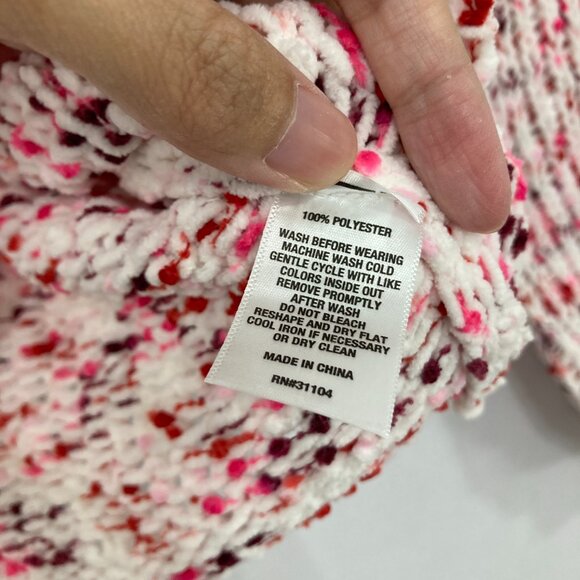 100% POLYESTER
WASH BEFORE WEARING
MACHINE WASH COLD
GENTLE CYCLE WITH LIKE
COLORS INSIDE OUT
REMOVE PROMPTLY
AFTER WASH
DO NOT BLEACH
RESHAPE AND DRY FLAT
COOL IRON IF NECESSARY
OR DRY CLEAN
MADE IN CHINA
RN#31104